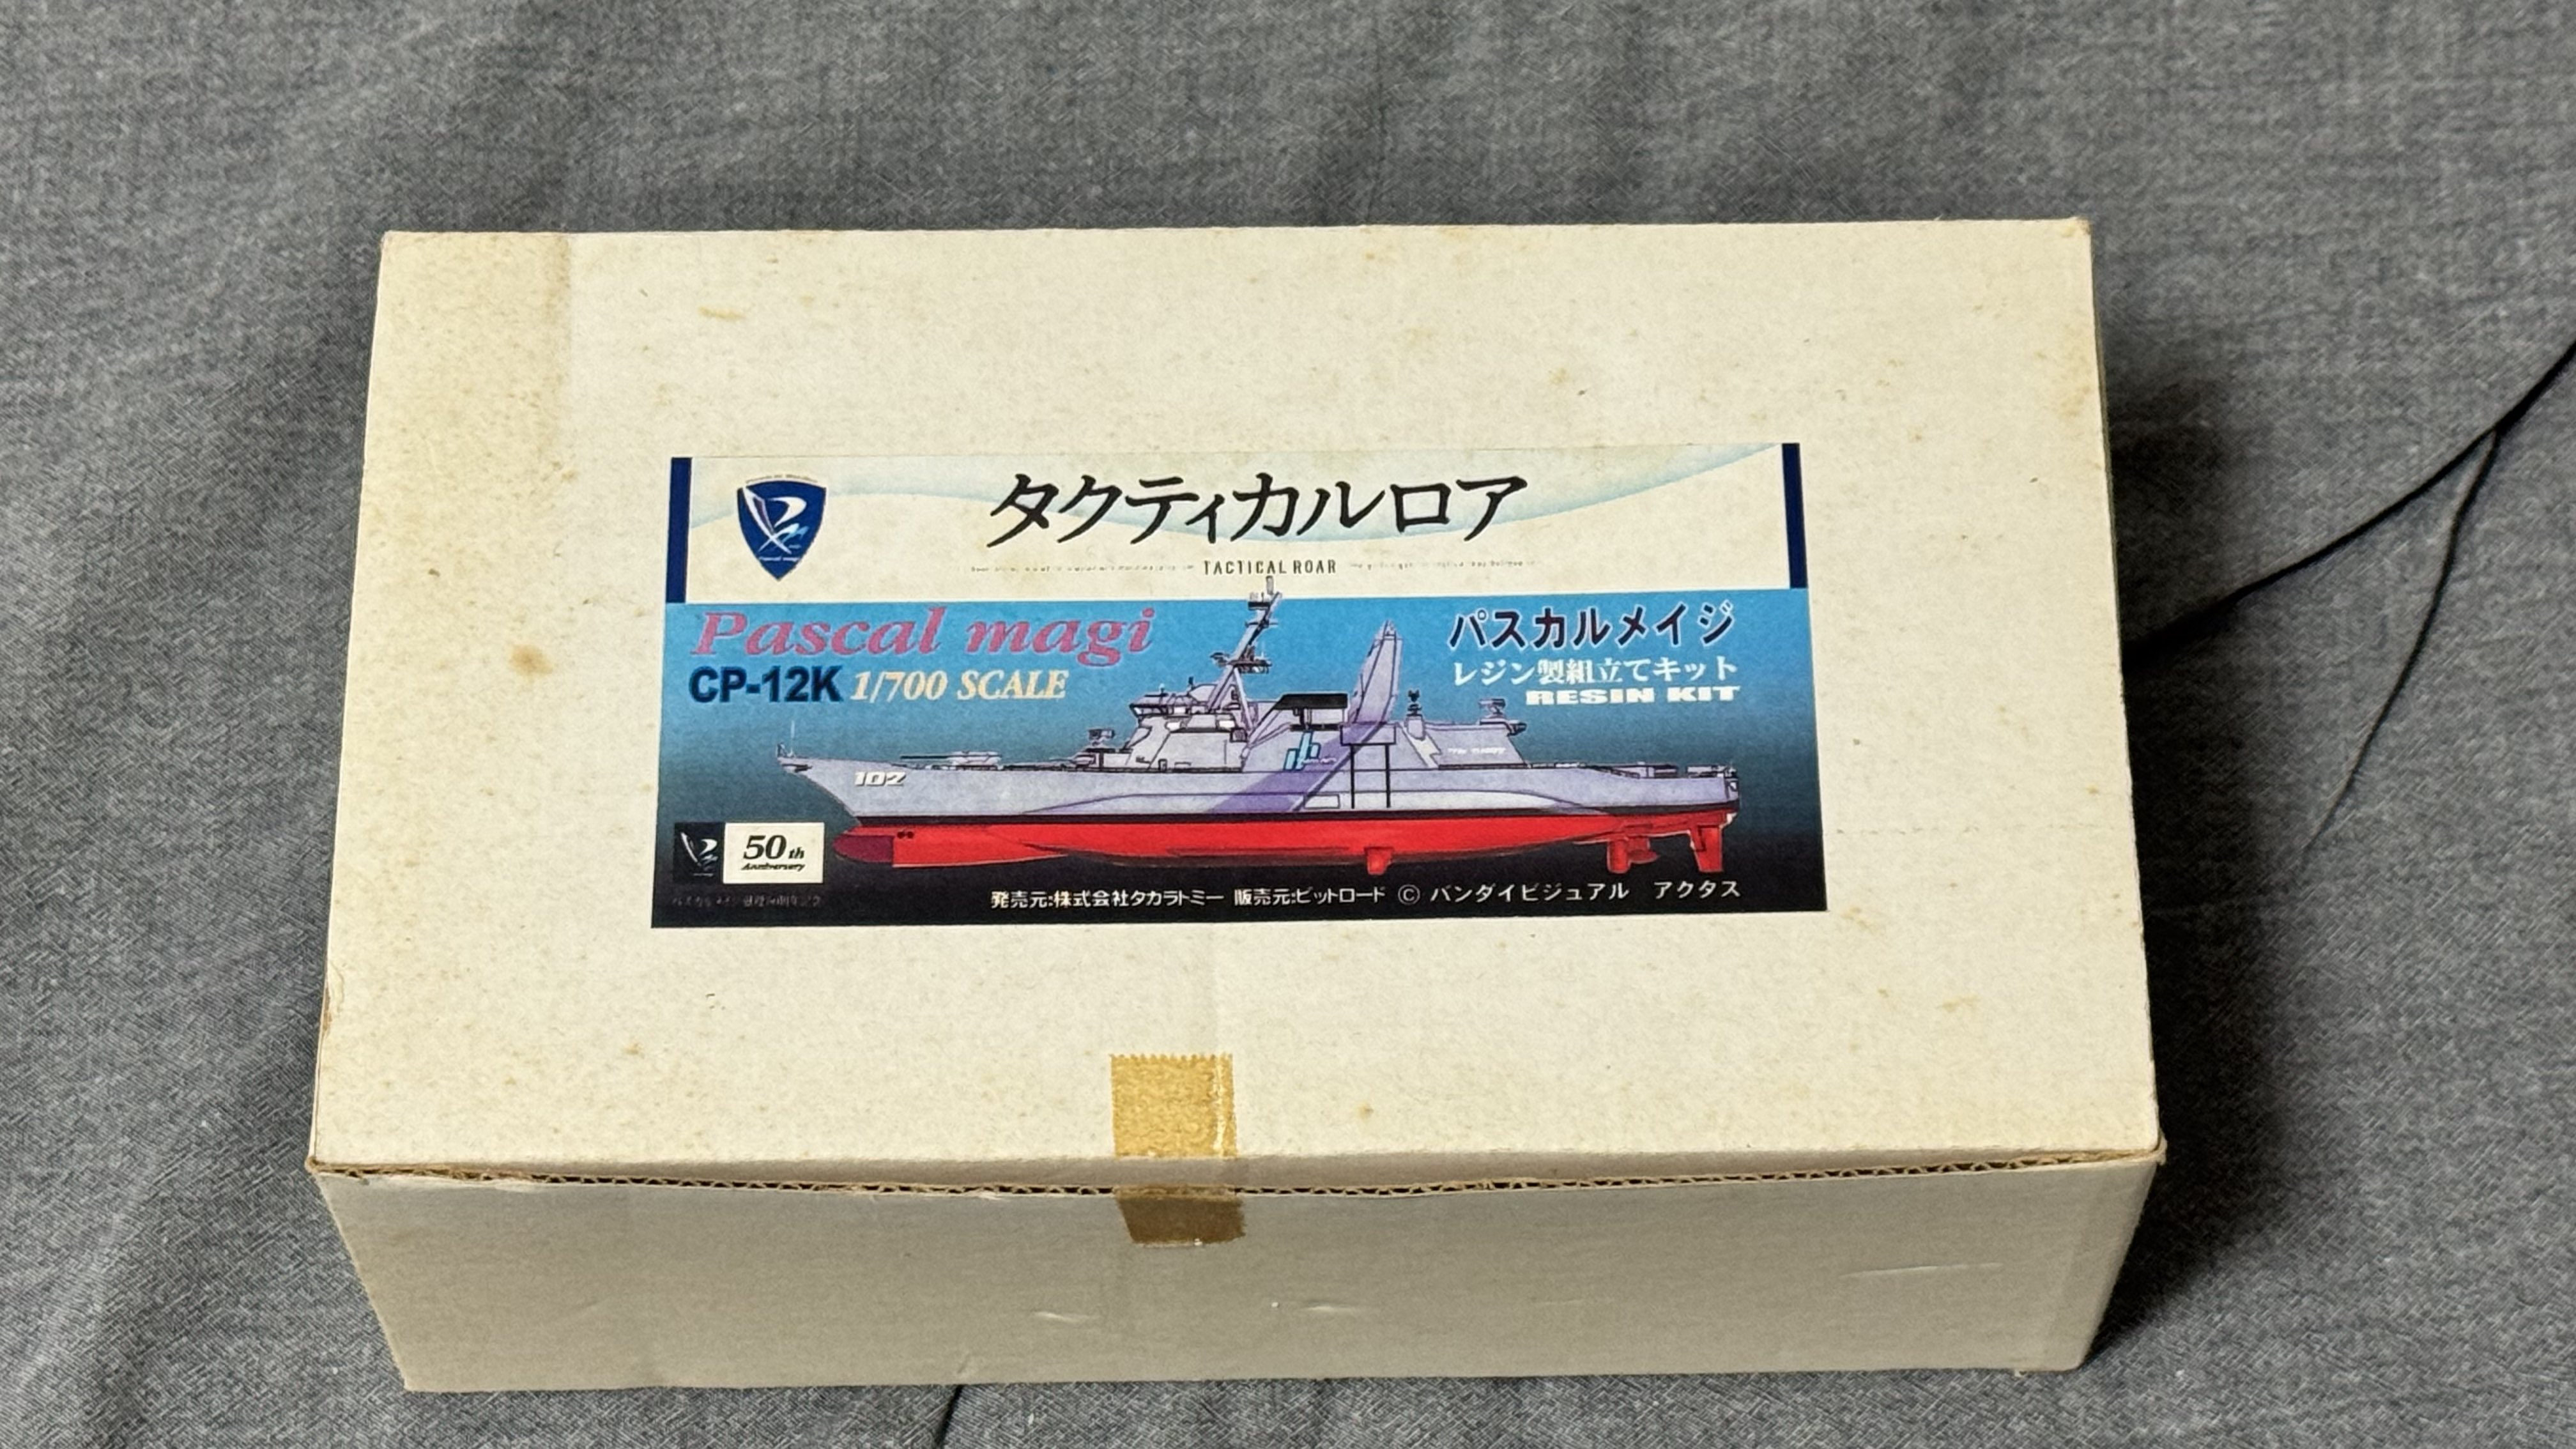 タクティカルロア
TACTICAL ROAR
Pascal magi
CP-12K 1/700 SCALE
パスカルメイジ
レジン製組立てキット
RESIN KIT
102
50th
Anniversary
発売元:株式会社タカラトミー 販売元:ピットロード © バンダイビジュアル アクタス